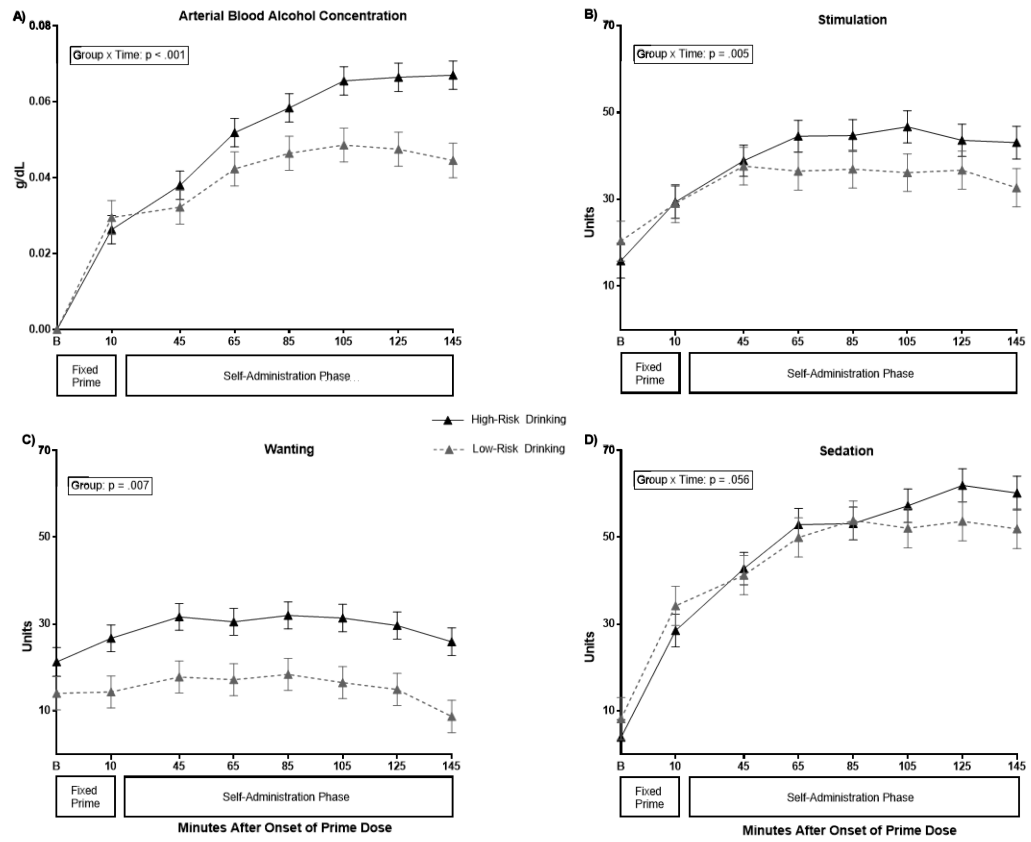 A)
Arterial Blood Alcohol Concentration
0.08
0.06
0.04
0.02
0.00
g/dL
Group x Time: p < .001
B 10 45 65 85 105 125 145
Fixed
Prime
Self-Administration Phase
B)
Stimulation
70
50
30
10
Units
Group x Time: p = .005
B 10 45 65 85 105 125 145
Fixed
Prime
Self-Administration Phase
High-Risk Drinking
Low-Risk Drinking
C)
Wanting
70
50
30
10
Units
Group: p = .007
B 10 45 65 85 105 125 145
Fixed
Prime
Self-Administration Phase
Minutes After Onset of Prime Dose
D)
Sedation
70
50
30
10
Units
Group x Time: p = .056
B 10 45 65 85 105 125 145
Fixed
Prime
Self-Administration Phase
Minutes After Onset of Prime Dose